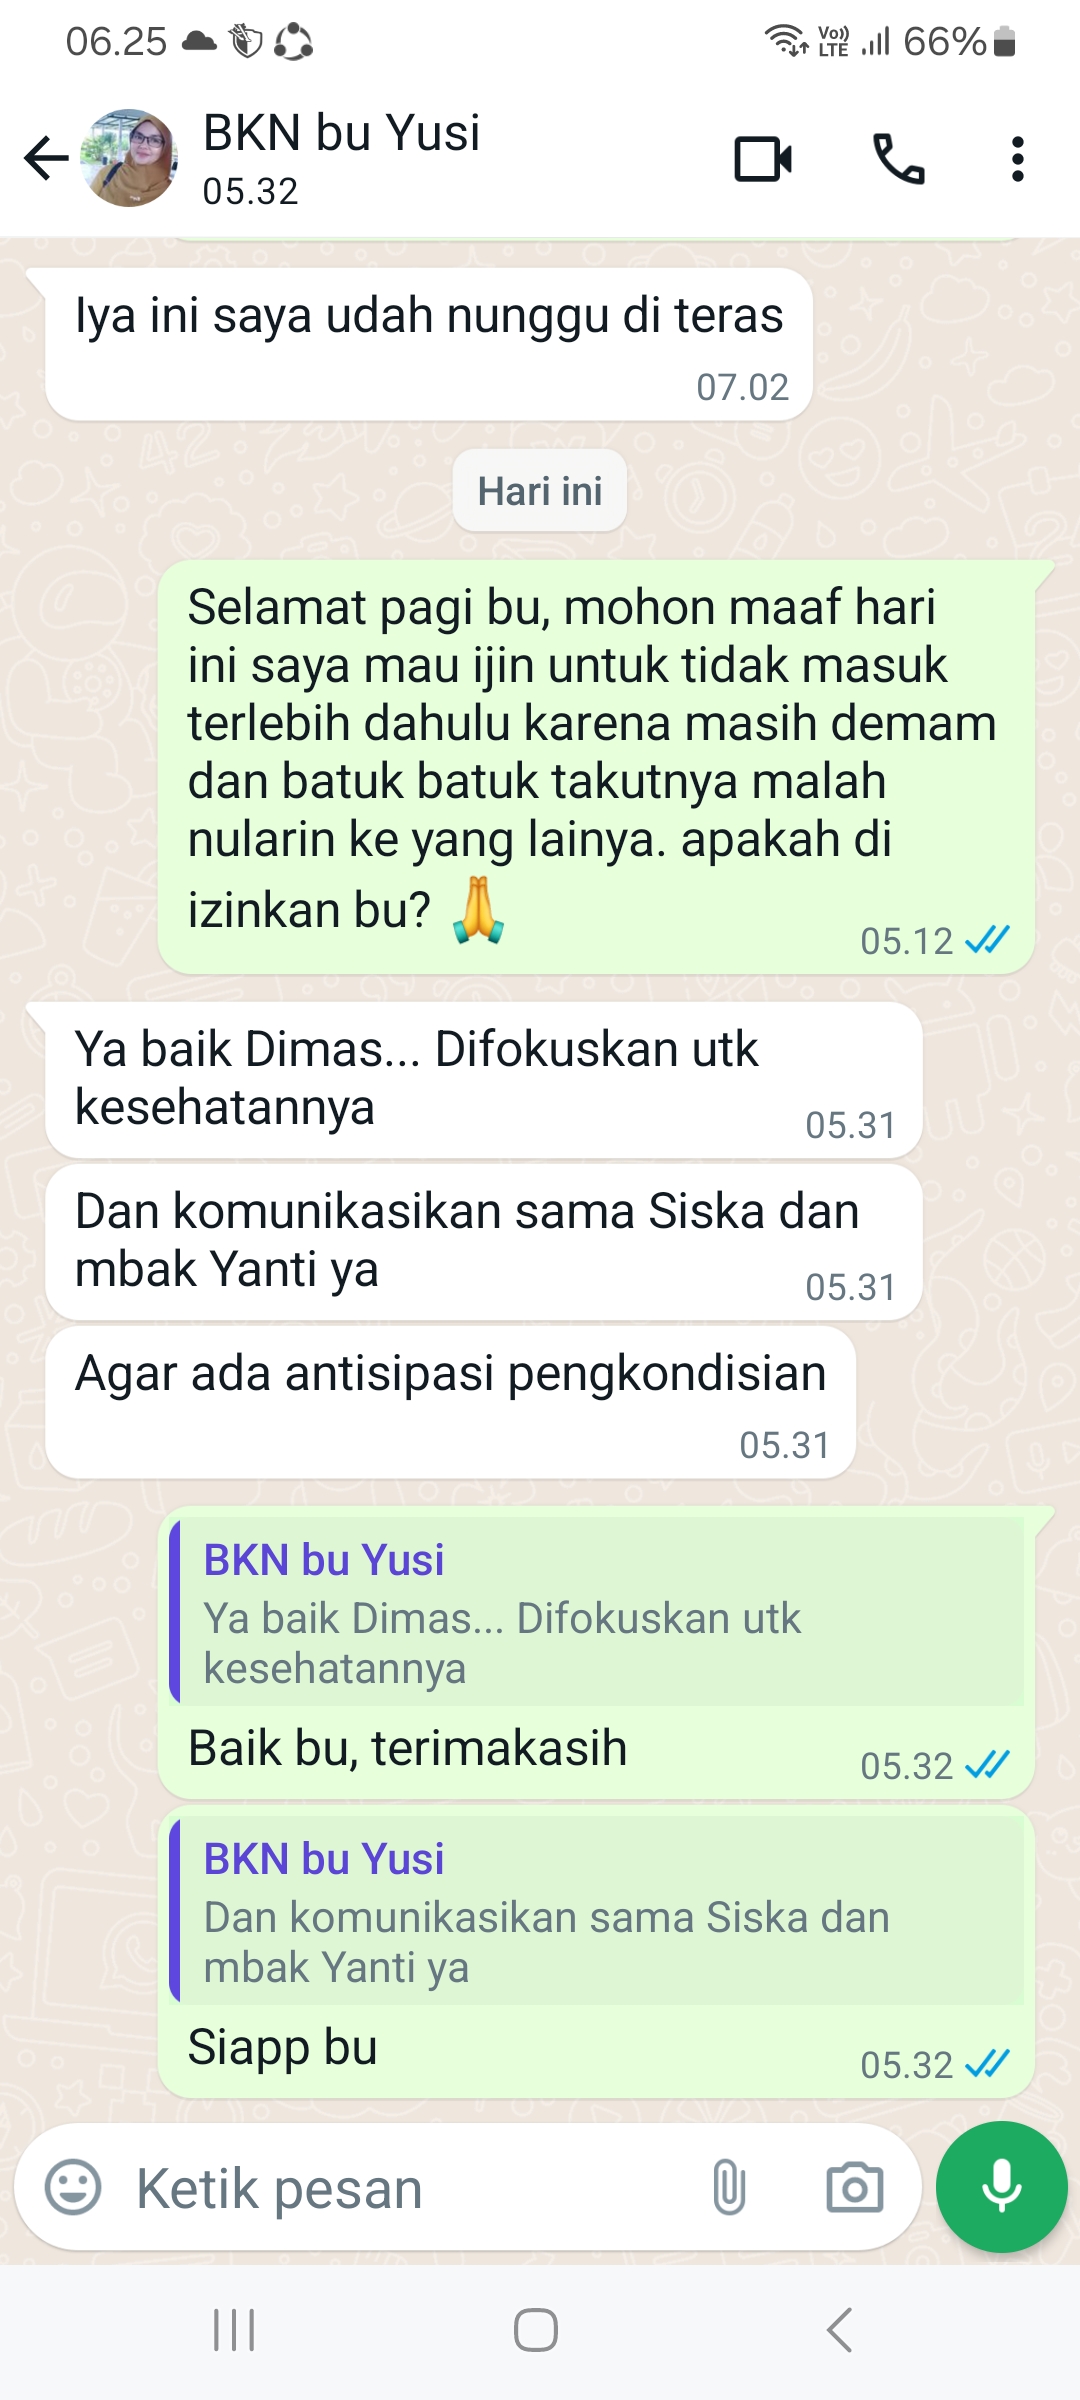 06.25
Vo)) LTE 66%
BKN bu Yusi
05.32
Iya ini saya udah nunggu di teras
07.02
Hari ini
Selamat pagi bu, mohon maaf hari
ini saya mau ijin untuk tidak masuk
terlebih dahulu karena masih demam
dan batuk batuk takutnya malah
nularin ke yang lainya. apakah di
izinkan bu? 🙏
05.12
Ya baik Dimas... Difokuskan utk
kesehatannya
05.31
Dan komunikasikan sama Siska dan
mbak Yanti ya
05.31
Agar ada antisipasi pengkondisian
05.31
BKN bu Yusi
Ya baik Dimas... Difokuskan utk
kesehatannya
Baik bu, terimakasih
05.32
BKN bu Yusi
Dan komunikasikan sama Siska dan
mbak Yanti ya
Siapp bu
05.32
Ketik pesan